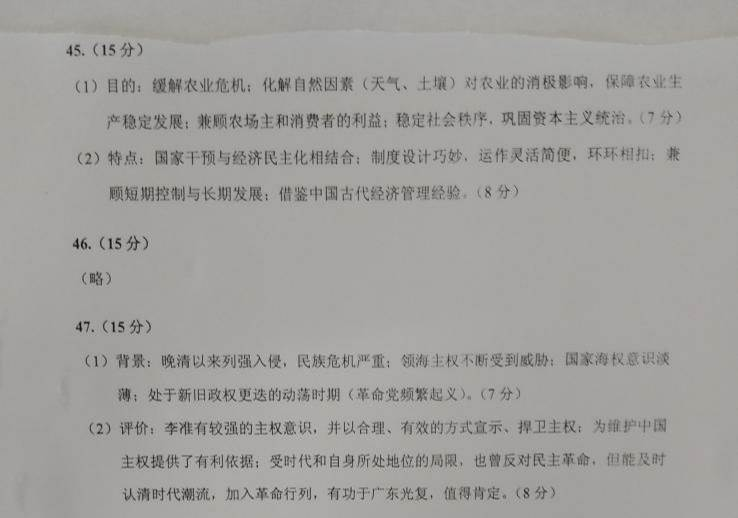 45.（15 分）
（1）目的：缓解农业危机；化解自然因素（天气、土壤）对农业的消极影响，保障农业生
产稳定发展；兼顾农场主和消费者的利益；稳定社会秩序，巩固资本主义统治。（7 分）
（2）特点：国家干预与经济民主化相结合；制度设计巧妙，运作灵活简便，环环相扣；兼
顾短期控制与长期发展；借鉴中国古代经济管理经验。（8 分）
46.（15 分）
（略）
47.（15 分）
（1）背景：晚清以来列强入侵，民族危机严重；领海主权不断受到威胁；国家海权意识淡
薄；处于新旧政权更迭的动荡时期（革命党频繁起义）。（7 分）
（2）评价：李准有较强的主权意识，并以合理、有效的方式宣示、捍卫主权；为维护中国
主权提供了有利依据；受时代和自身所处地位的局限，也曾反对民主革命，但能及时
认清时代潮流，加入革命行列，有功于广东光复，值得肯定。（8 分）